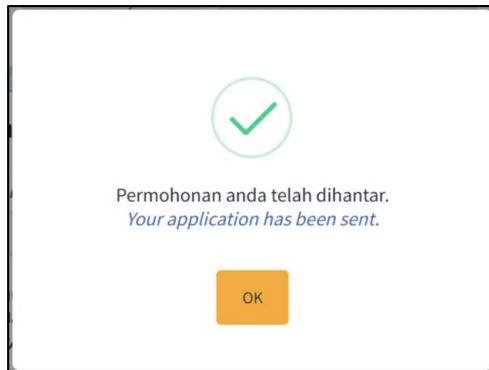 Permohonan anda telah dihantar.
Your application has been sent.
OK